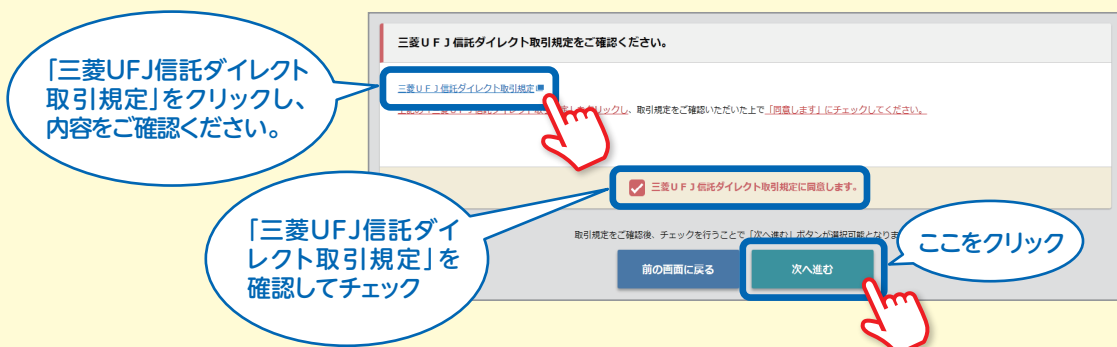 三菱ＵＦＪ信託ダイレクト取引規定をご確認ください。
「三菱UFJ信託ダイレクト
取引規定」をクリックし、
内容をご確認ください。
三菱ＵＦＪ信託ダイレクト取引規定
リックし、取引規定をご確認いただいた上で「同意します」にチェックしてください。
三菱ＵＦＪ信託ダイレクト取引規定に同意します。
「三菱UFJ信託ダイ
レクト取引規定」を
確認してチェック
取引規定をご確認後、チェックを行うことで「次へ進む」ボタンが選択可能となりま
ここをクリック
前の画面に戻る
次へ進む